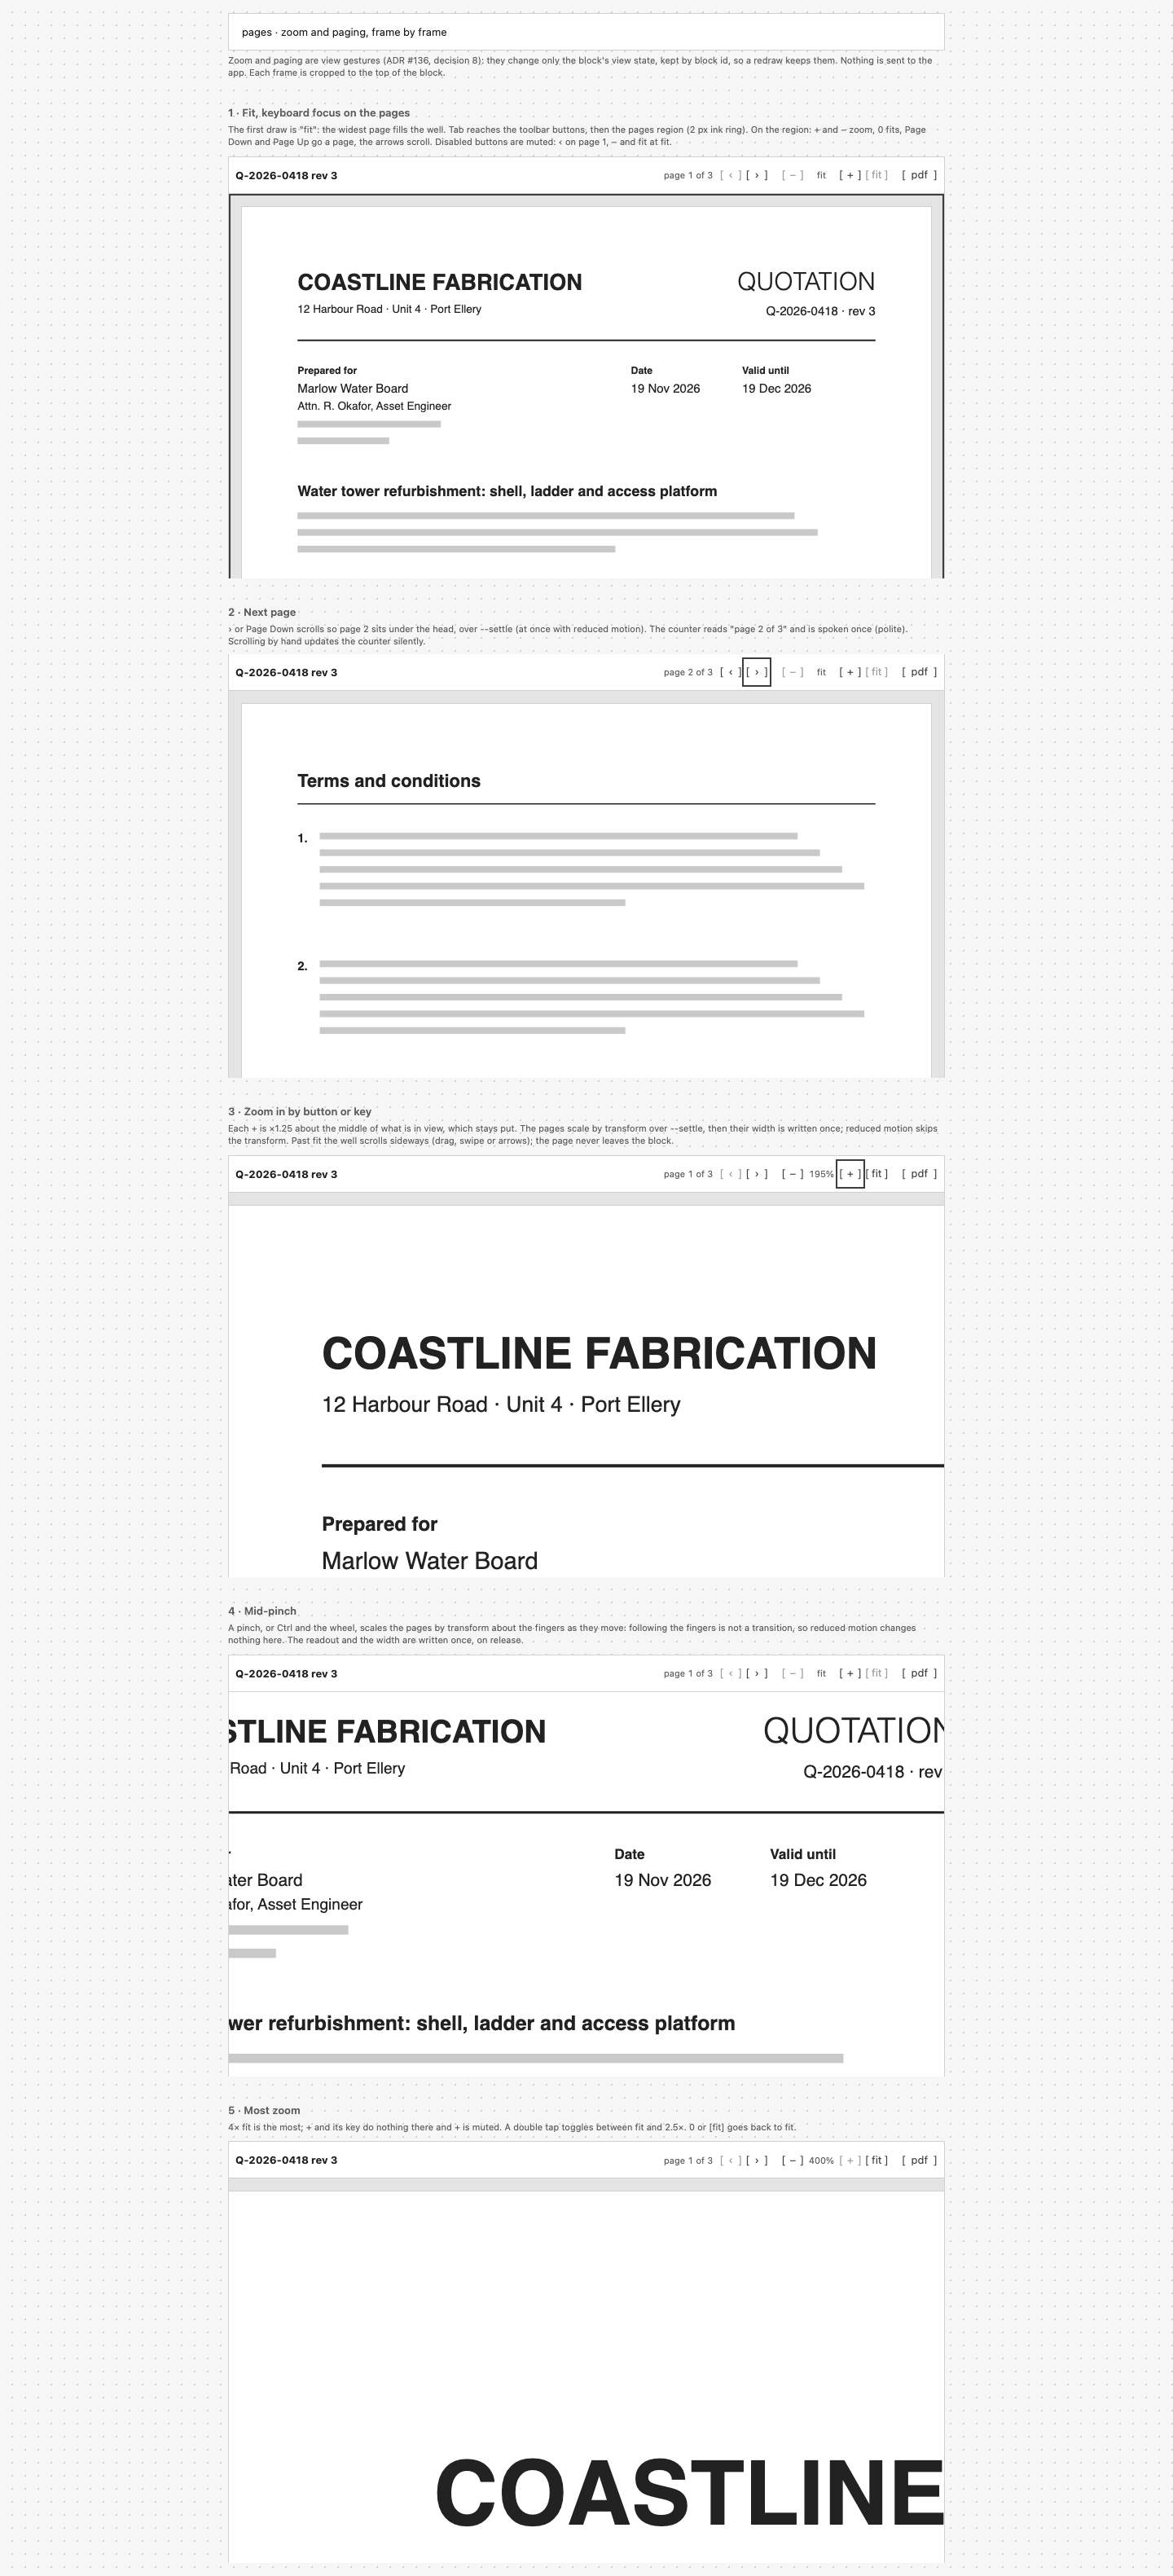 pages · zoom and paging, frame by frame
Zoom and paging are view gestures (ADR #136, decision 8): they change only the block's view state, kept by block id, so a redraw keeps them. Nothing is sent to the
app. Each frame is cropped to the top of the block.
1 · Fit, keyboard focus on the pages
The first draw is "fit": the widest page fills the well. Tab reaches the toolbar buttons, then the pages region (2 px ink ring). On the region: + and − zoom, 0 fits, Page
Down and Page Up go a page, the arrows scroll. Disabled buttons are muted: ‹ on page 1, − and fit at fit.
Q-2026-0418 rev 3 page 1 of 3 [ ‹ ] [ › ] [ − ] fit [ + ] [ fit ] [ pdf ]
COASTLINE FABRICATION QUOTATION
12 Harbour Road · Unit 4 · Port Ellery Q-2026-0418 · rev 3
Prepared for Date Valid until
Marlow Water Board 19 Nov 2026 19 Dec 2026
Attn. R. Okafor, Asset Engineer
Water tower refurbishment: shell, ladder and access platform
2 · Next page
› or Page Down scrolls so page 2 sits under the head, over --settle (at once with reduced motion). The counter reads "page 2 of 3" and is spoken once (polite).
Scrolling by hand updates the counter silently.
Q-2026-0418 rev 3 page 2 of 3 [ ‹ ] [ › ] [ − ] fit [ + ] [ fit ] [ pdf ]
Terms and conditions
1.
2.
3 · Zoom in by button or key
Each + is ×1.25 about the middle of what is in view, which stays put. The pages scale by transform over --settle, then their width is written once; reduced motion skips
the transform. Past fit the well scrolls sideways (drag, swipe or arrows); the page never leaves the block.
Q-2026-0418 rev 3 page 1 of 3 [ ‹ ] [ › ] [ − ] 195% [ + ] [ fit ] [ pdf ]
COASTLINE FABRICATION
12 Harbour Road · Unit 4 · Port Ellery
Prepared for
Marlow Water Board
4 · Mid-pinch
A pinch, or Ctrl and the wheel, scales the pages by transform about the fingers as they move: following the fingers is not a transition, so reduced motion changes
nothing here. The readout and the width are written once, on release.
Q-2026-0418 rev 3 page 1 of 3 [ ‹ ] [ › ] [ − ] fit [ + ] [ fit ] [ pdf ]
STLINE FABRICATION QUOTATION
Road · Unit 4 · Port Ellery Q-2026-0418 · rev
Date Valid until
ater Board 19 Nov 2026 19 Dec 2026
afor, Asset Engineer
wer refurbishment: shell, ladder and access platform
5 · Most zoom
4× fit is the most; + and its key do nothing there and + is muted. A double tap toggles between fit and 2.5×. 0 or [fit] goes back to fit.
Q-2026-0418 rev 3 page 1 of 3 [ ‹ ] [ › ] [ − ] 400% [ + ] [ fit ] [ pdf ]
COASTLINE